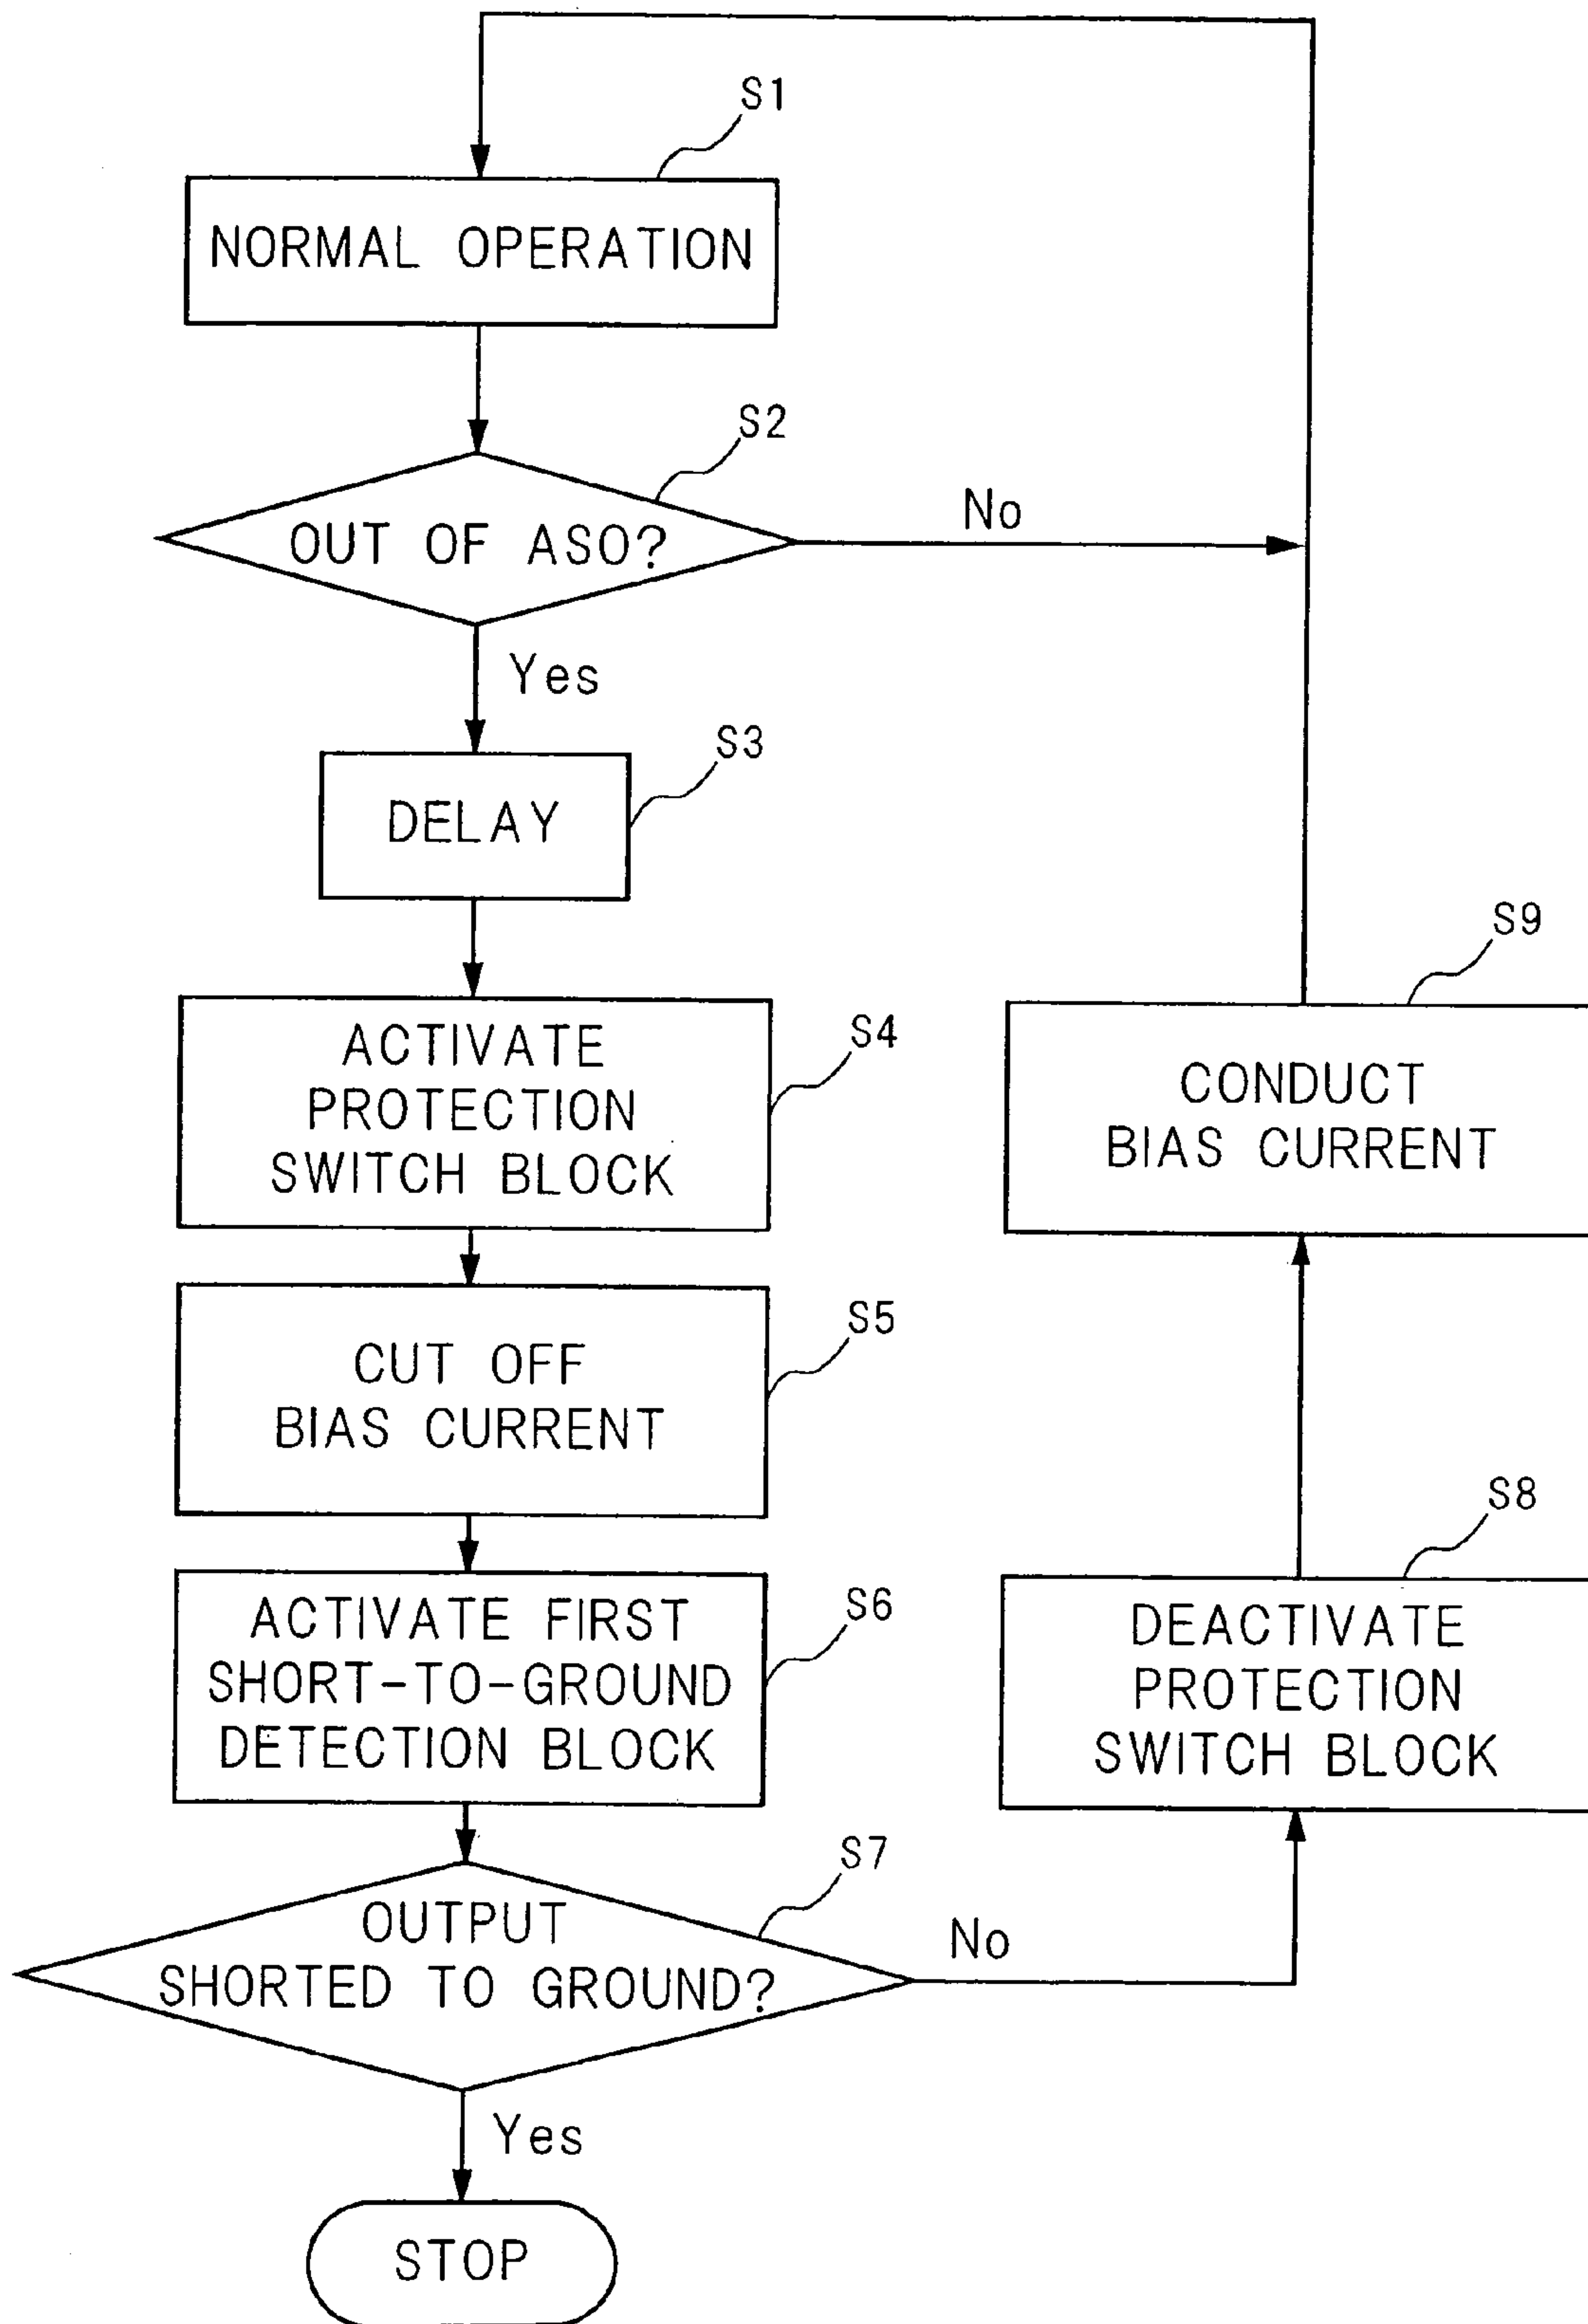 S1
NORMAL OPERATION
S2
OUT OF ASO?
No
Yes
S3
DELAY
S4
ACTIVATE
PROTECTION
SWITCH BLOCK
S5
CUT OFF
BIAS CURRENT
S6
ACTIVATE FIRST
SHORT-TO-GROUND
DETECTION BLOCK
S7
OUTPUT
SHORTED TO GROUND?
No
Yes
STOP
S8
DEACTIVATE
PROTECTION
SWITCH BLOCK
S9
CONDUCT
BIAS CURRENT